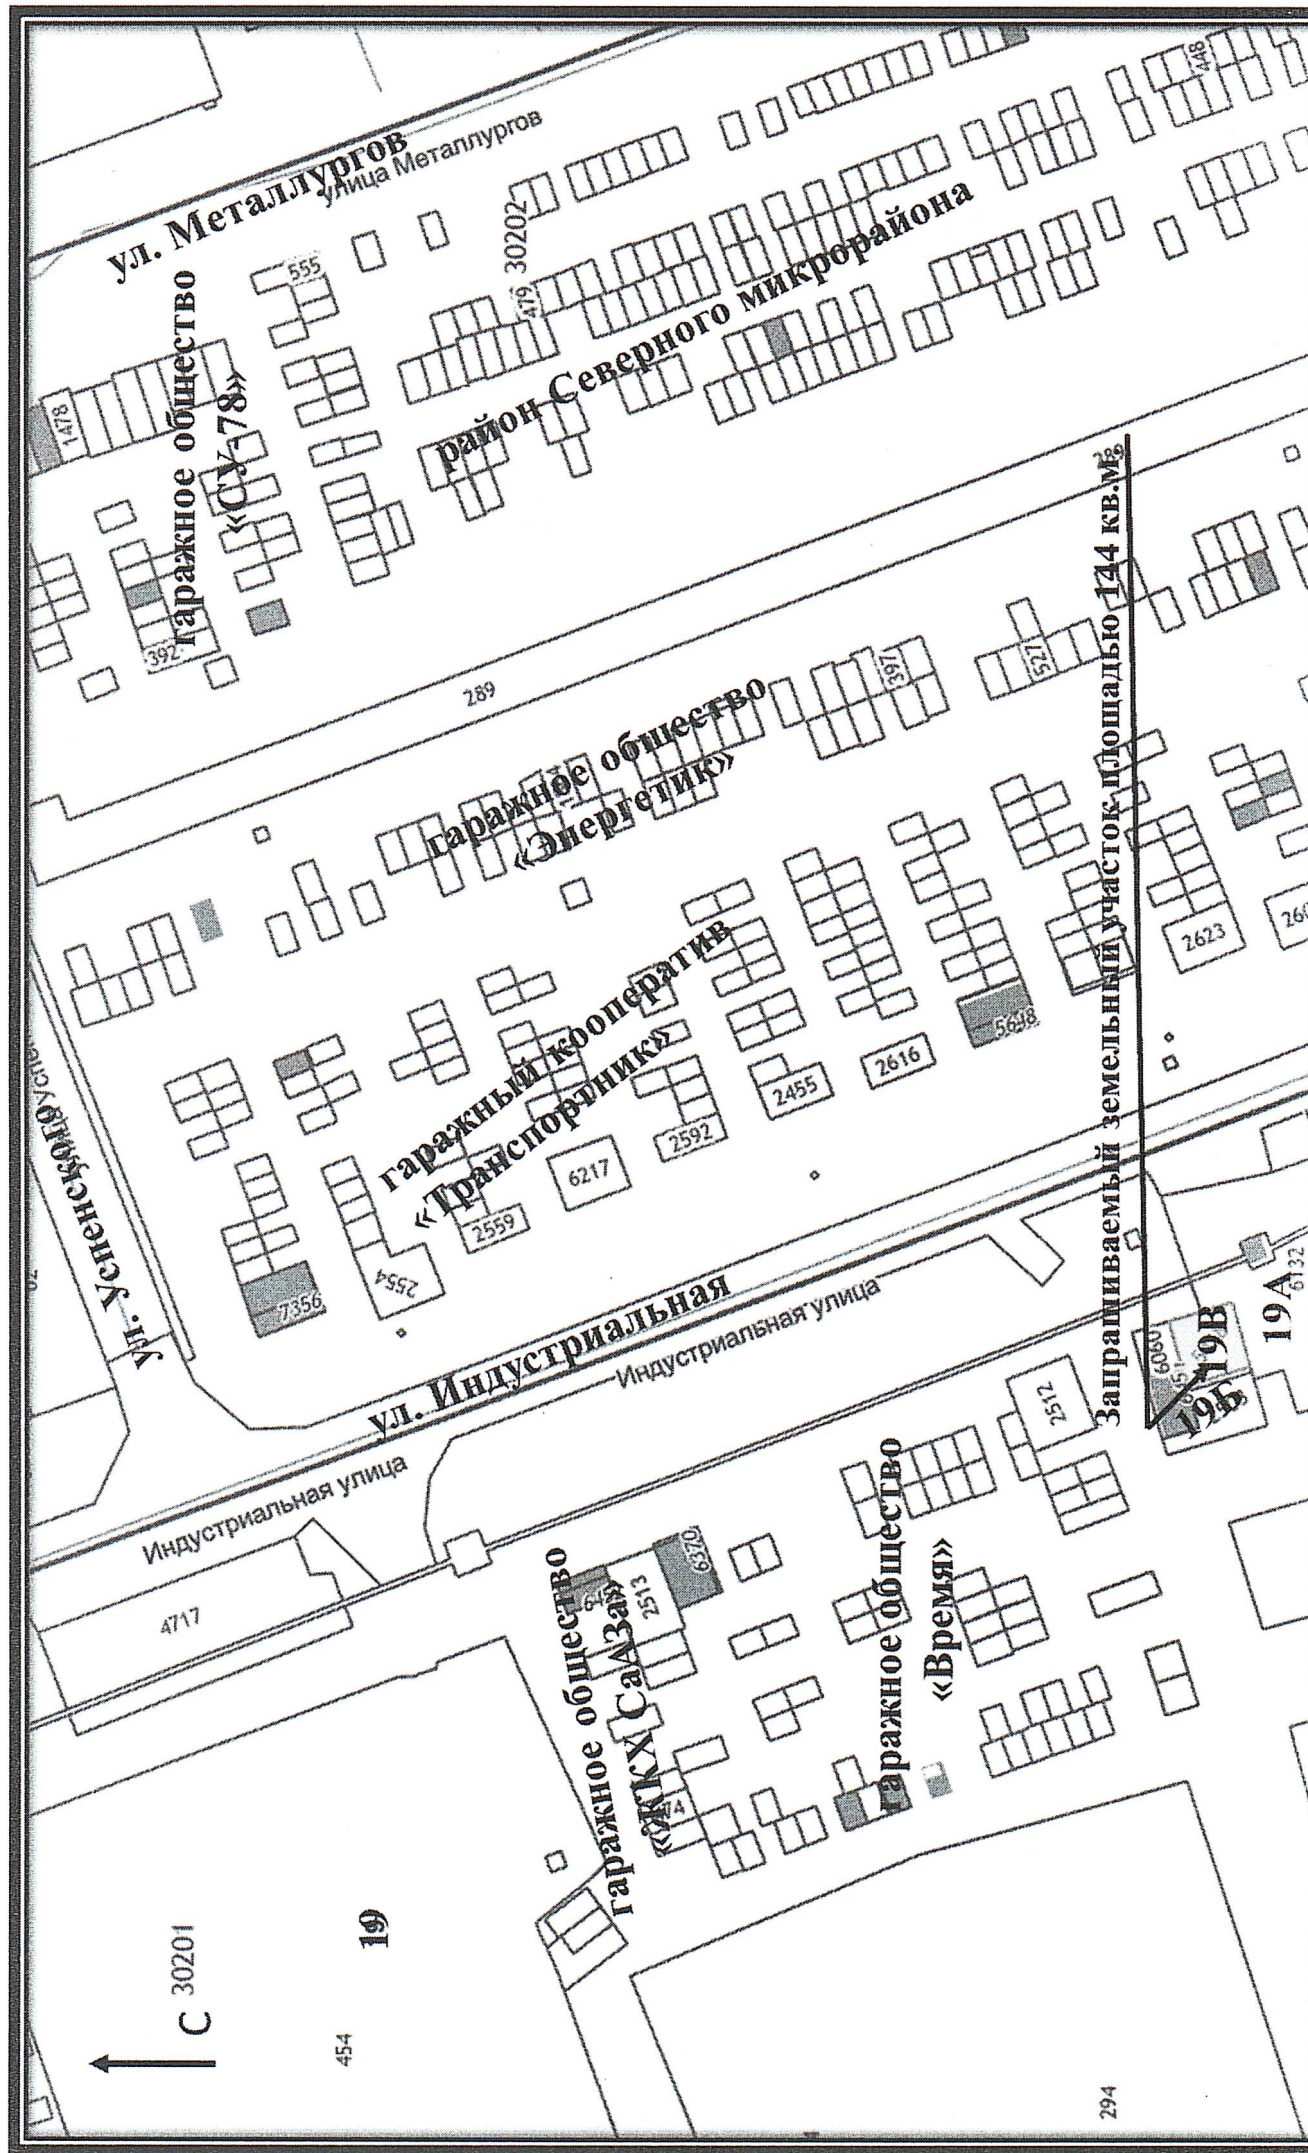 С
30201
454
19
294
4717
ул. Успенского
Индустриальная улица
ул. Индустриальная
Индустриальная улица
гаражное общество
«ЖКХ СаАЗа»
2513
6320
гаражное общество
«Время»
2512
6060
19Б
19В
19А
6132
Запрашиваемый земельный участок площадью 144 кв.м.
7356
2554
2559
6217
2592
2455
2616
5698
2623
гаражный кооператив
«Транспортник»
гаражное общество
«Энергетик»
397
527
289
289
392
1478
гаражное общество
«СУ-78»
555
ул. Металлургов
улица Металлургов
30202
479
район Северного микрорайона
448